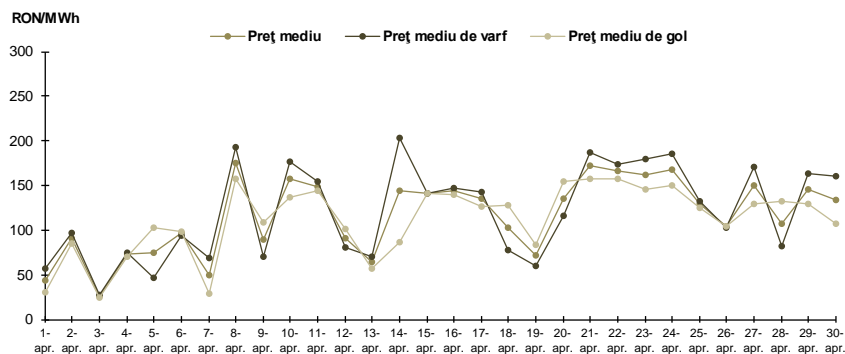 RON/MWh
Preţ mediu Preţ mediu de varf Preţ mediu de gol
300
250
200
150
100
50
0
1- 2- 3- 4- 5- 6- 7- 8- 9- 10- 11- 12- 13- 14- 15- 16- 17- 18- 19- 20- 21- 22- 23- 24- 25- 26- 27- 28- 29- 30-
apr. apr. apr. apr. apr. apr. apr. apr. apr. apr. apr. apr. apr. apr. apr. apr. apr. apr. apr. apr. apr. apr. apr. apr. apr. apr. apr. apr. apr. apr.